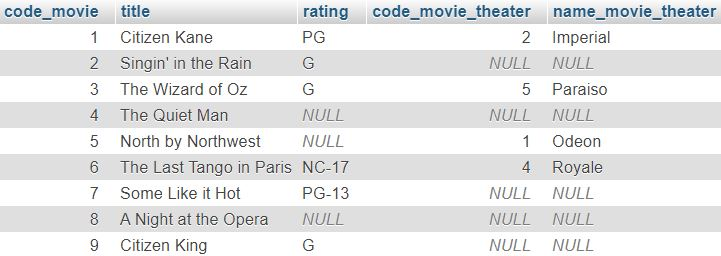 code_movie title rating code_movie_theater name_movie_theater
1 Citizen Kane PG 2 Imperial
2 Singin' in the Rain G NULL NULL
3 The Wizard of Oz G 5 Paraiso
4 The Quiet Man NULL NULL NULL
5 North by Northwest NULL 1 Odeon
6 The Last Tango in Paris NC-17 4 Royale
7 Some Like it Hot PG-13 NULL NULL
8 A Night at the Opera NULL NULL NULL
9 Citizen King G NULL NULL